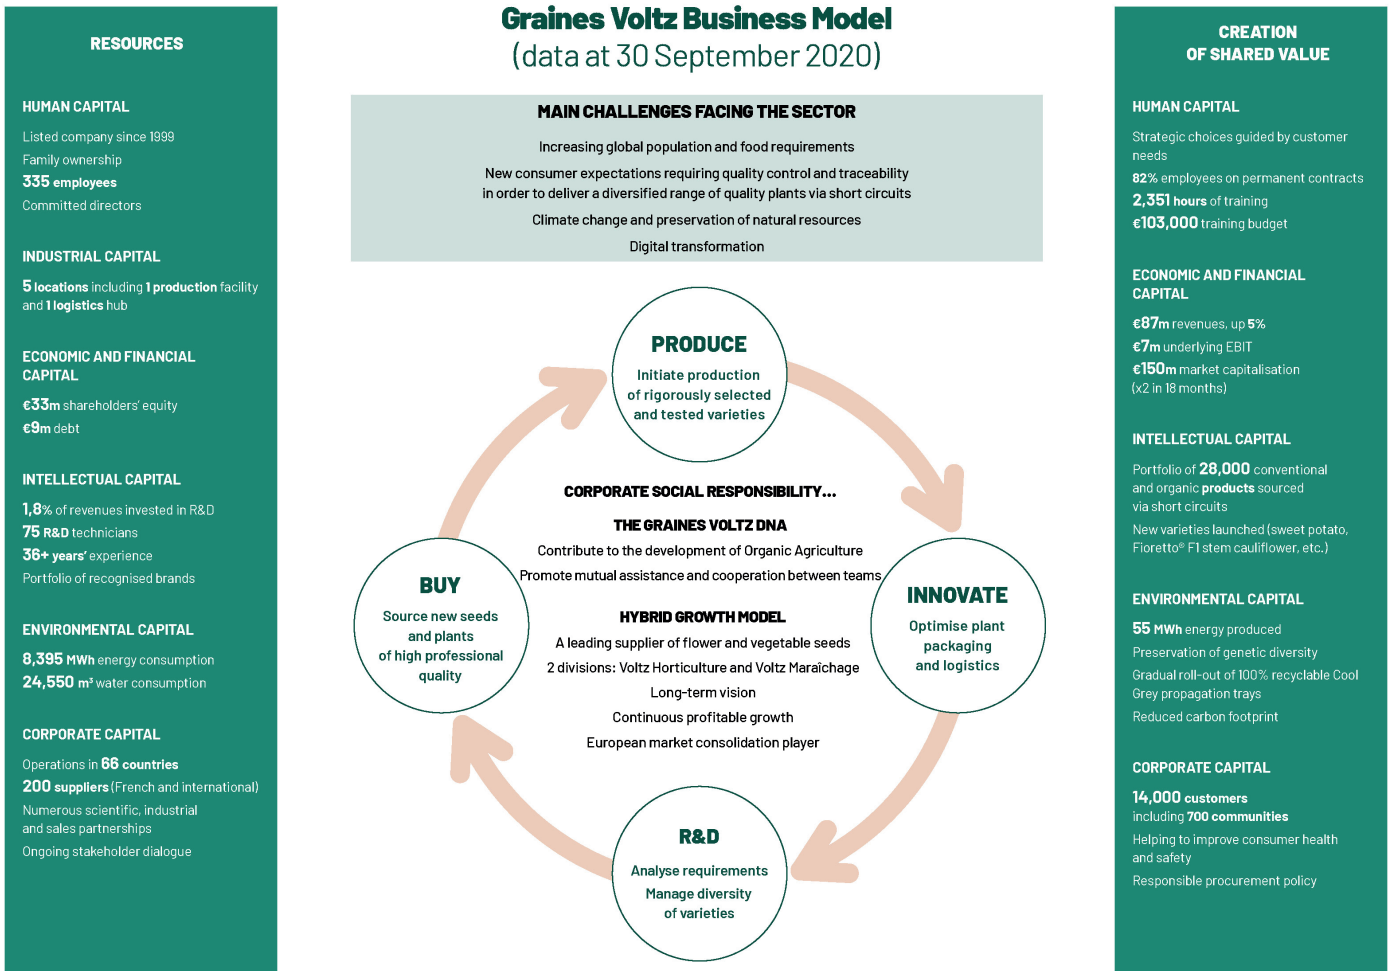 Graines Voltz Business Model
(data at 30 September 2020)
RESOURCES
HUMAN CAPITAL
Listed company since 1999
Family ownership
335 employees
Committed directors
INDUSTRIAL CAPITAL
5 locations including 1 production facility
and 1 logistics hub
ECONOMIC AND FINANCIAL
CAPITAL
€33m shareholders' equity
€9m debt
INTELLECTUAL CAPITAL
1,8% of revenues invested in R&D
75 R&D technicians
36+ years' experience
Portfolio of recognised brands
ENVIRONMENTAL CAPITAL
8,395 MWh energy consumption
24,550 m³ water consumption
CORPORATE CAPITAL
Operations in 66 countries
200 suppliers (French and international)
Numerous scientific, industrial
and sales partnerships
Ongoing stakeholder dialogue
MAIN CHALLENGES FACING THE SECTOR
Increasing global population and food requirements
New consumer expectations requiring quality control and traceability
in order to deliver a diversified range of quality plants via short circuits
Climate change and preservation of natural resources
Digital transformation
PRODUCE
Initiate production
of rigorously selected
and tested varieties
CORPORATE SOCIAL RESPONSIBILITY...
THE GRAINES VOLTZ DNA
Contribute to the development of Organic Agriculture
Promote mutual assistance and cooperation between teams
HYBRID GROWTH MODEL
A leading supplier of flower and vegetable seeds
2 divisions: Voltz Horticulture and Voltz Maraîchage
Long-term vision
Continuous profitable growth
European market consolidation player
BUY
Source new seeds
and plants
of high professional
quality
INNOVATE
Optimise plant
packaging
and logistics
R&D
Analyse requirements
Manage diversity
of varieties
CREATION
OF SHARED VALUE
HUMAN CAPITAL
Strategic choices guided by customer
needs
82% employees on permanent contracts
2,351 hours of training
€103,000 training budget
ECONOMIC AND FINANCIAL
CAPITAL
€87m revenues, up 5%
€7m underlying EBIT
€150m market capitalisation
(x2 in 18 months)
INTELLECTUAL CAPITAL
Portfolio of 28,000 conventional
and organic products sourced
via short circuits
New varieties launched (sweet potato,
Fioretto® F1 stem cauliflower, etc.)
ENVIRONMENTAL CAPITAL
55 MWh energy produced
Preservation of genetic diversity
Gradual roll-out of 100% recyclable Cool
Grey propagation trays
Reduced carbon footprint
CORPORATE CAPITAL
14,000 customers
including 700 communities
Helping to improve consumer health
and safety
Responsible procurement policy